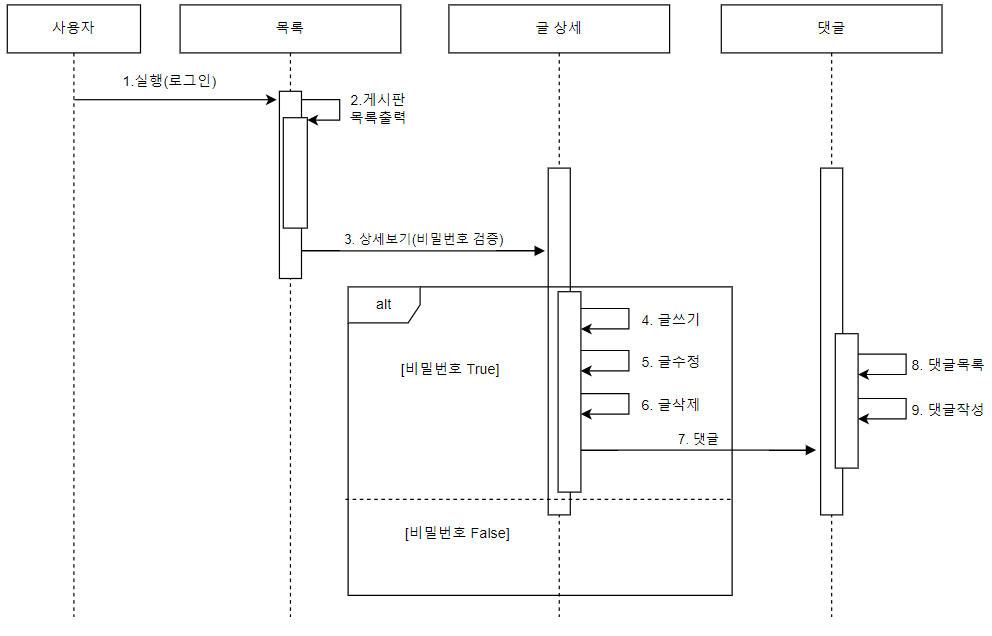 사용자
목록
글 상세
댓글
1.실행(로그인)
2.게시판
목록출력
3. 상세보기(비밀번호 검증)
alt
4. 글쓰기
[비밀번호 True]
5. 글수정
8. 댓글목록
6. 글삭제
9. 댓글작성
7. 댓글
[비밀번호 False]